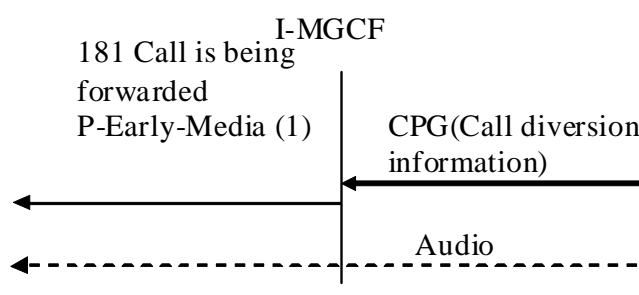 I-MGCF
181 Call is being
forwarded
P-Early-Media (1)
CPG(Call diversion
information)
Audio